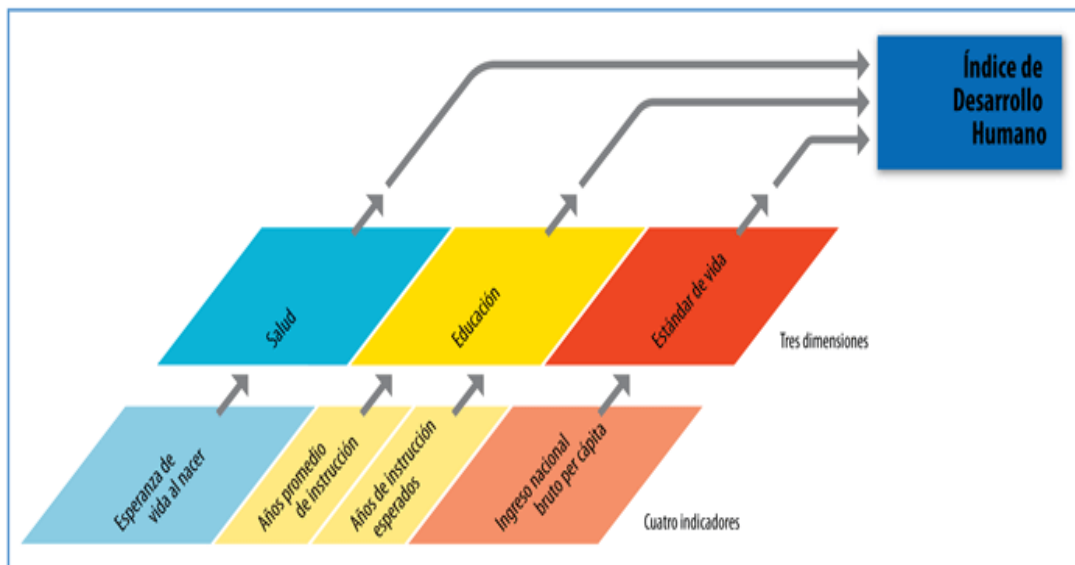 Índice de
Desarrollo
Humano
Salud
Educación
Estándar de vida
Tres dimensiones
Esperanza de
vida al nacer
Años promedio
de instrucción
Años de instrucción
esperados
Ingreso nacional
bruto per cápita
Cuatro indicadores